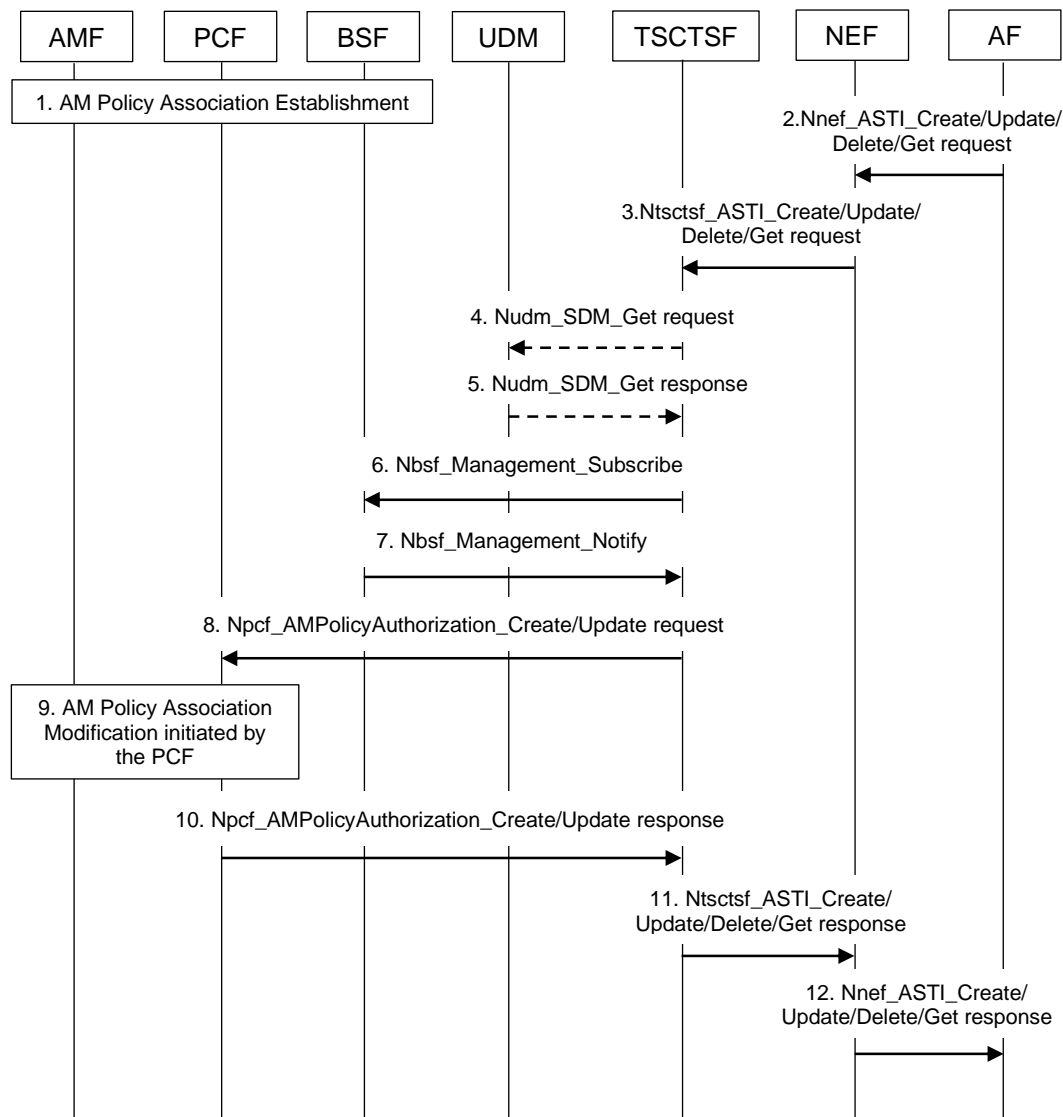 AMF PCF BSF UDM TSCTSF NEF AF
1. AM Policy Association Establishment
2.Nnef_ASTI_Create/Update/
Delete/Get request
3.Ntsctsf_ASTI_Create/Update/
Delete/Get request
4. Nudm_SDM_Get request
5. Nudm_SDM_Get response
6. Nbsf_Management_Subscribe
7. Nbsf_Management_Notify
8. Npcf_AMPolicyAuthorization_Create/Update request
9. AM Policy Association
Modification initiated by
the PCF
10. Npcf_AMPolicyAuthorization_Create/Update response
11. Ntsctsf_ASTI_Create/
Update/Delete/Get response
12. Nnef_ASTI_Create/
Update/Delete/Get response